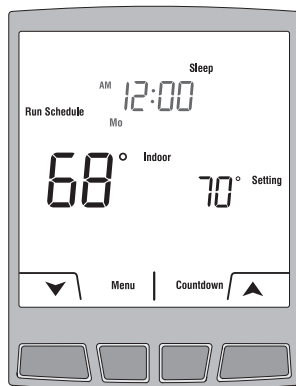 Sleep
AM 12:00
Run Schedule
Mo
68° Indoor
70° Setting
Menu
Countdown